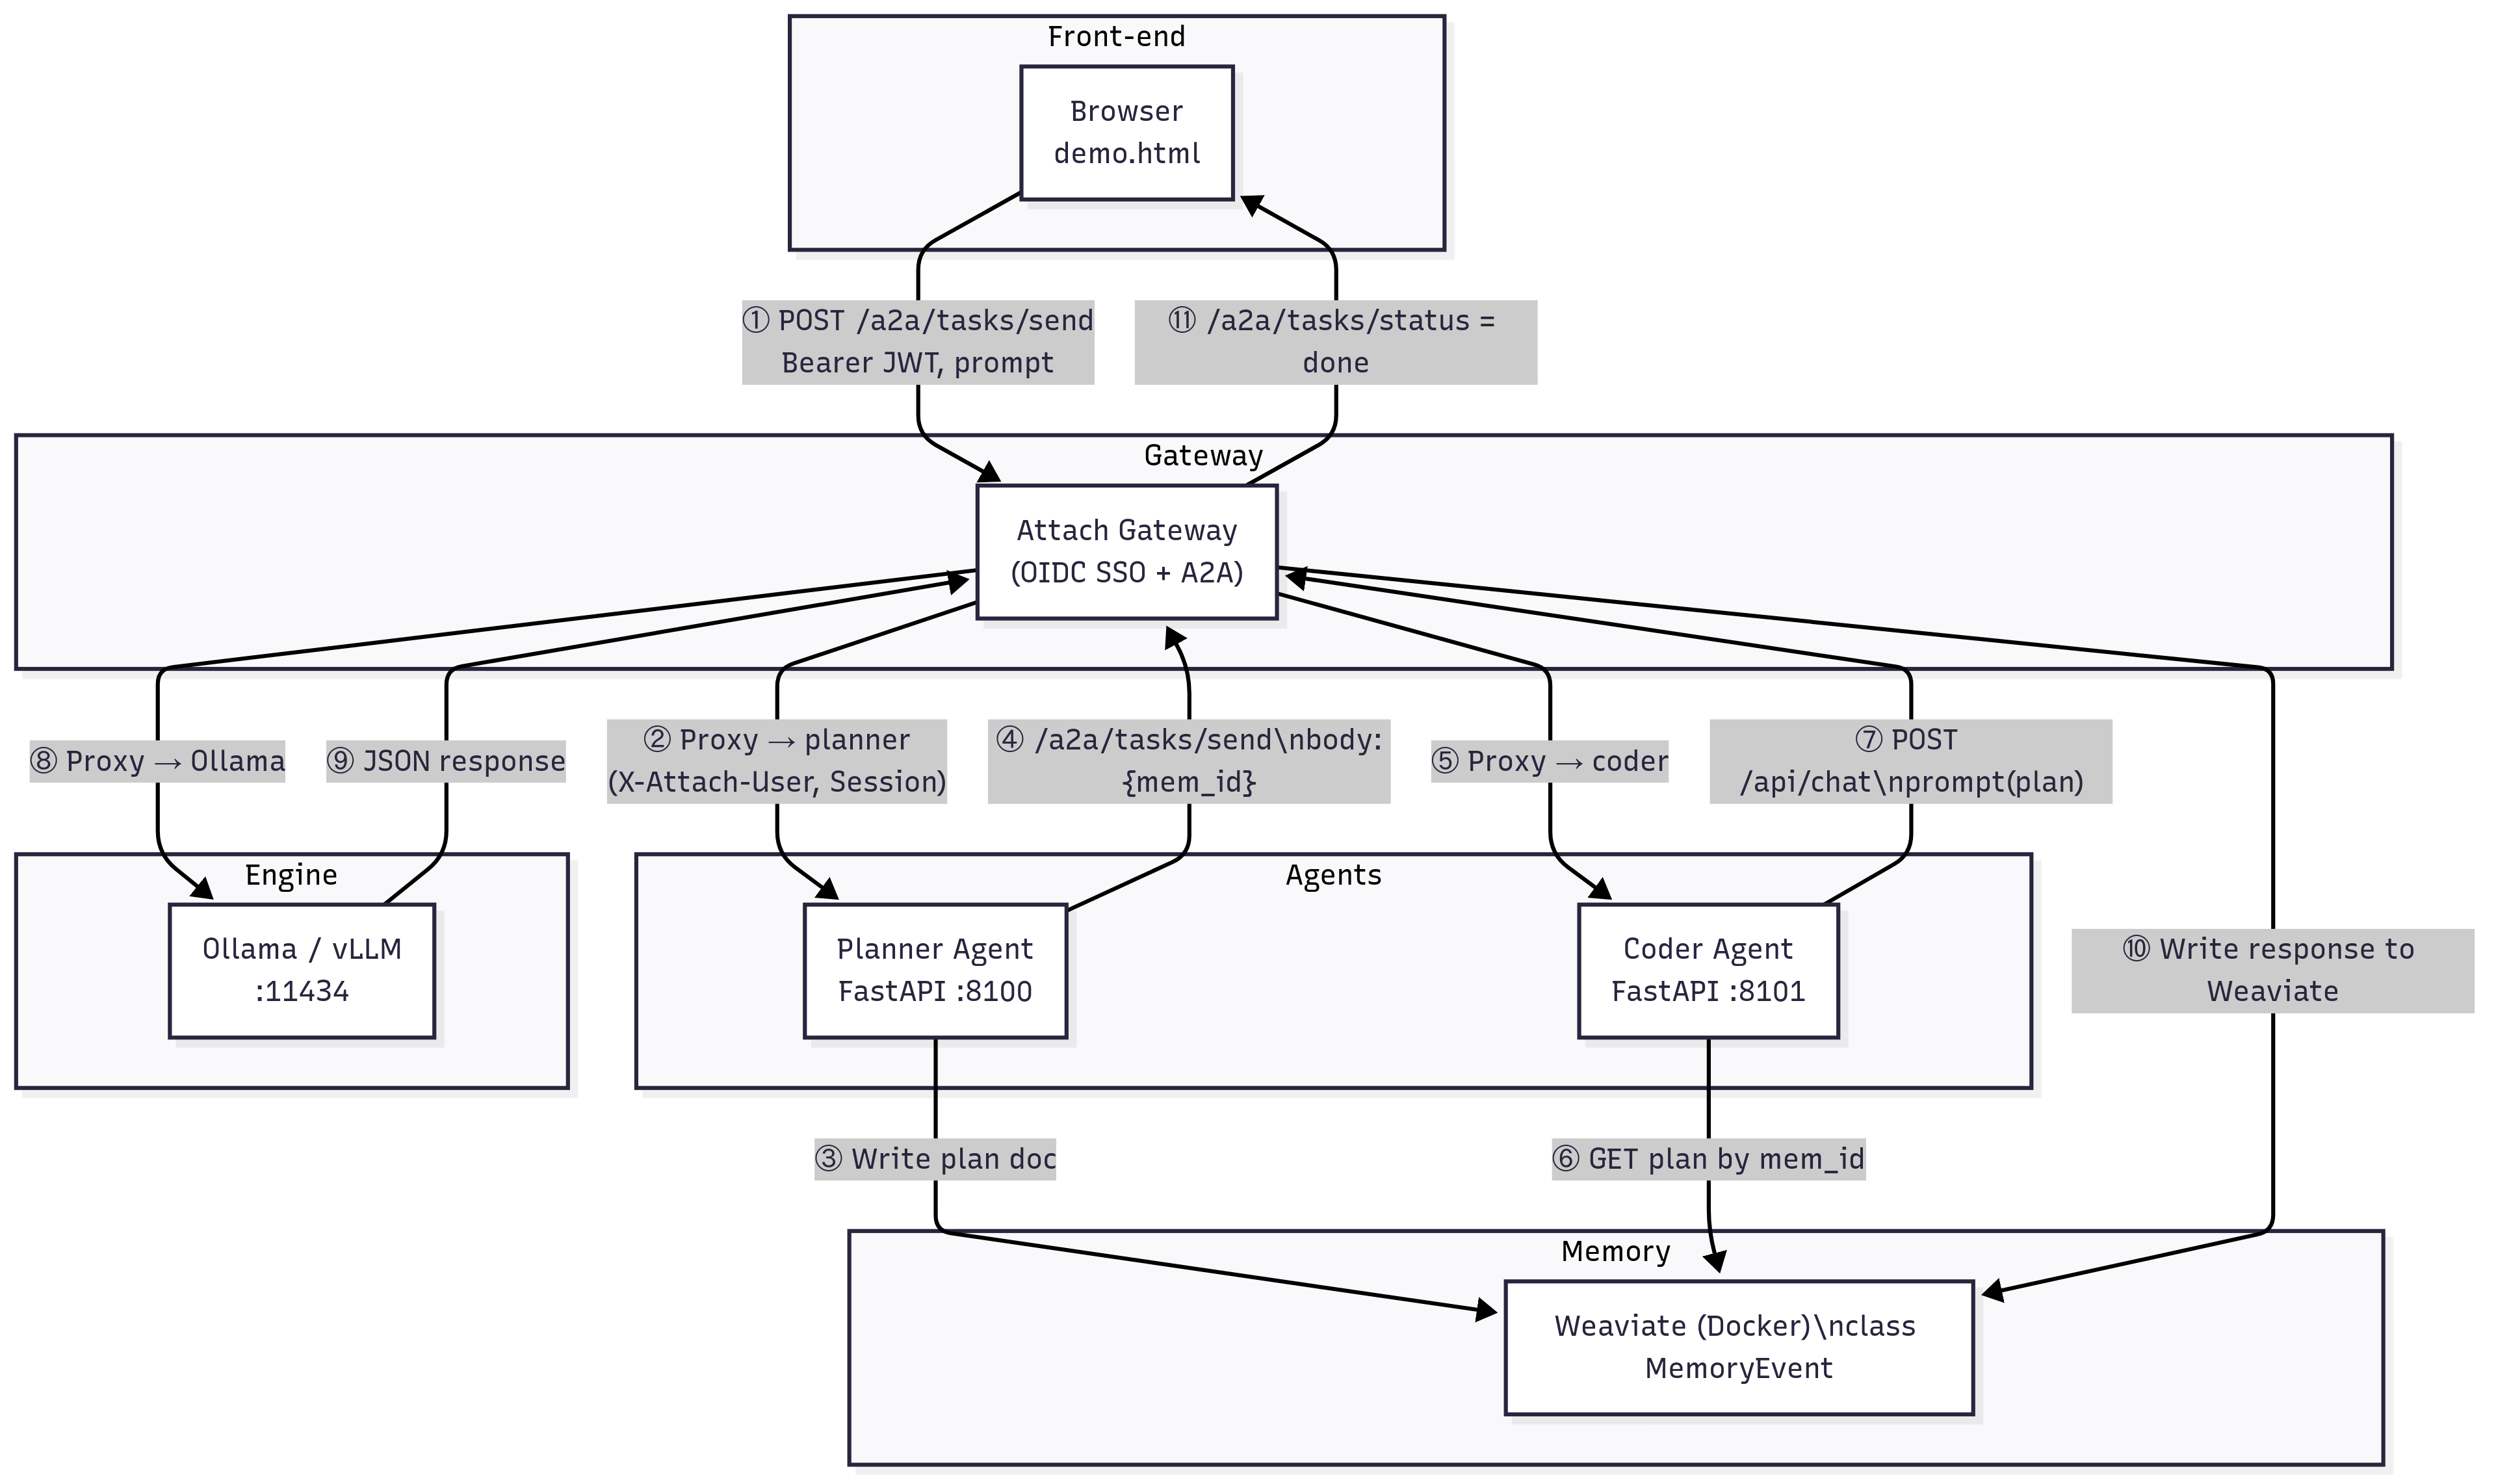 Front-end
Browser
demo.html
① POST /a2a/tasks/send
Bearer JWT, prompt
⑪ /a2a/tasks/status =
done
Gateway
Attach Gateway
(OIDC SSO + A2A)
⑧ Proxy → Ollama
⑨ JSON response
② Proxy → planner
(X-Attach-User, Session)
④ /a2a/tasks/send\nbody:
{mem_id}
⑤ Proxy → coder
⑦ POST
/api/chat\nprompt(plan)
Engine
Ollama / vLLM
:11434
Agents
Planner Agent
FastAPI :8100
Coder Agent
FastAPI :8101
⑩ Write response to
Weaviate
③ Write plan doc
⑥ GET plan by mem_id
Memory
Weaviate (Docker)\nclass
MemoryEvent